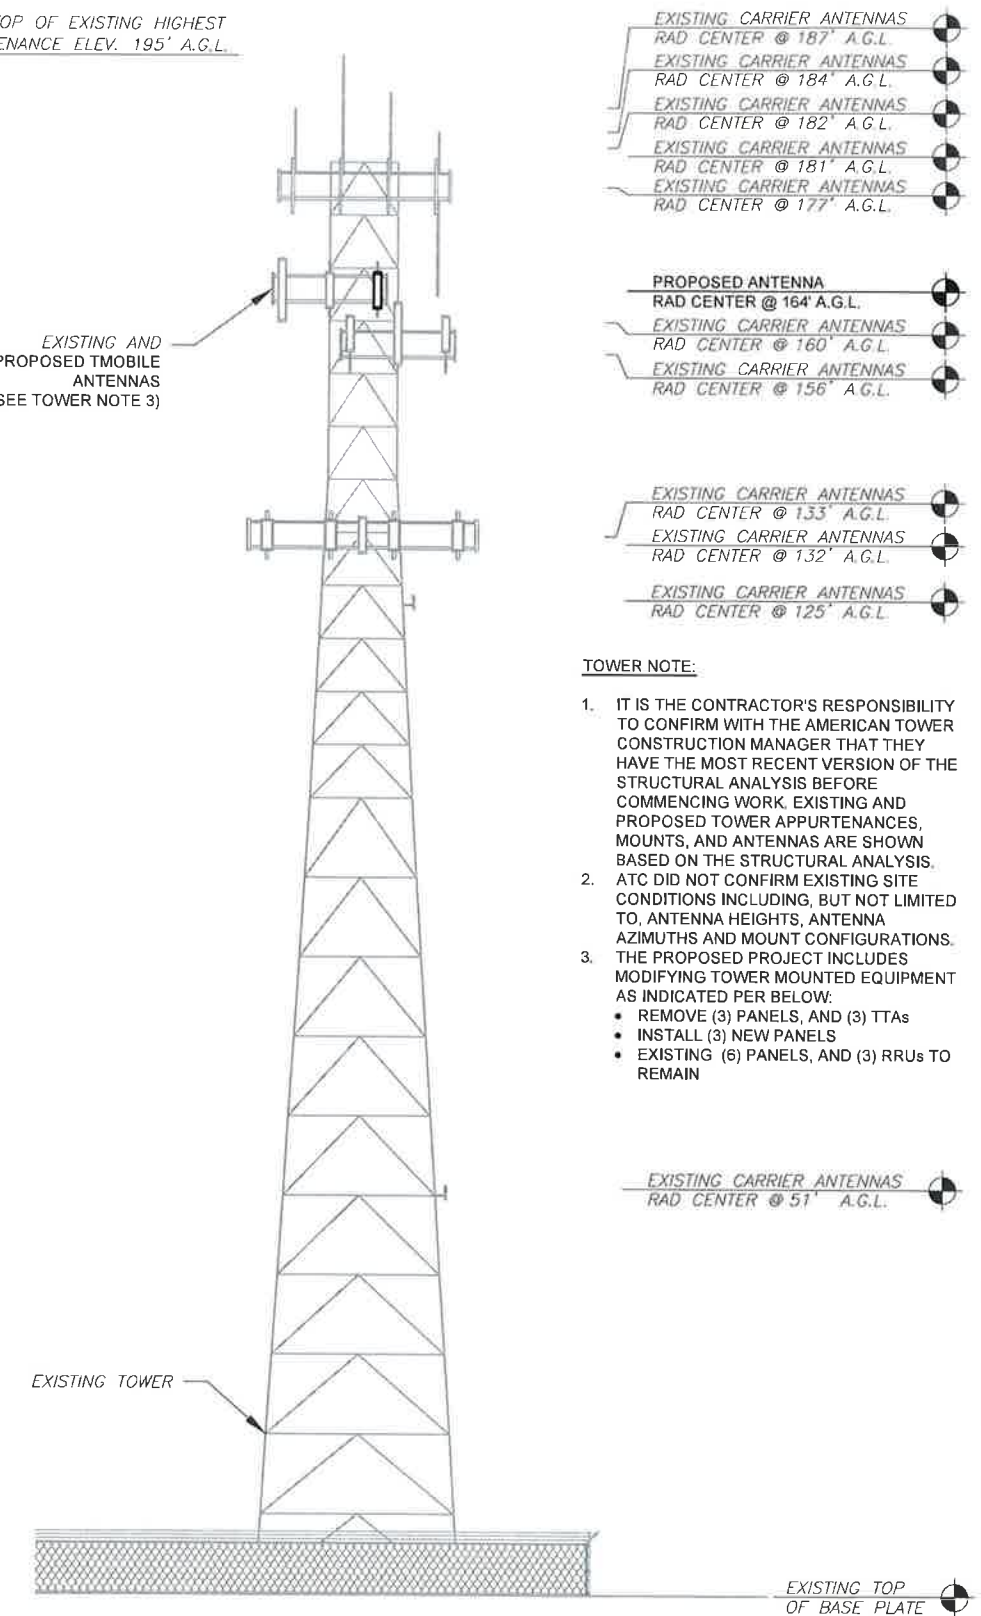 OP OF EXISTING HIGHEST
ENANCE ELEV. 195' A.G.L.
EXISTING CARRIER ANTENNAS
RAD CENTER @ 187' A.G.L.
EXISTING CARRIER ANTENNAS
RAD CENTER @ 184' A.G.L.
EXISTING CARRIER ANTENNAS
RAD CENTER @ 182' A.G.L.
EXISTING CARRIER ANTENNAS
RAD CENTER @ 181' A.G.L.
EXISTING CARRIER ANTENNAS
RAD CENTER @ 177' A.G.L.
PROPOSED ANTENNA
RAD CENTER @ 164' A.G.L.
EXISTING CARRIER ANTENNAS
RAD CENTER @ 160' A.G.L.
EXISTING CARRIER ANTENNAS
RAD CENTER @ 156' A.G.L.
EXISTING AND
PROPOSED TMOBILE
ANTENNAS
SEE TOWER NOTE 3)
EXISTING CARRIER ANTENNAS
RAD CENTER @ 133' A.G.L.
EXISTING CARRIER ANTENNAS
RAD CENTER @ 132' A.G.L.
EXISTING CARRIER ANTENNAS
RAD CENTER @ 125' A.G.L.
TOWER NOTE:
1. IT IS THE CONTRACTOR'S RESPONSIBILITY
TO CONFIRM WITH THE AMERICAN TOWER
CONSTRUCTION MANAGER THAT THEY
HAVE THE MOST RECENT VERSION OF THE
STRUCTURAL ANALYSIS BEFORE
COMMENCING WORK. EXISTING AND
PROPOSED TOWER APPURTENANCES,
MOUNTS, AND ANTENNAS ARE SHOWN
BASED ON THE STRUCTURAL ANALYSIS.
2. ATC DID NOT CONFIRM EXISTING SITE
CONDITIONS INCLUDING, BUT NOT LIMITED
TO, ANTENNA HEIGHTS, ANTENNA
AZIMUTHS AND MOUNT CONFIGURATIONS.
3. THE PROPOSED PROJECT INCLUDES
MODIFYING TOWER MOUNTED EQUIPMENT
AS INDICATED PER BELOW:
• REMOVE (3) PANELS, AND (3) TTAs
• INSTALL (3) NEW PANELS
• EXISTING (6) PANELS, AND (3) RRUs TO
REMAIN
EXISTING CARRIER ANTENNAS
RAD CENTER @ 51' A.G.L.
EXISTING TOWER
EXISTING TOP
OF BASE PLATE